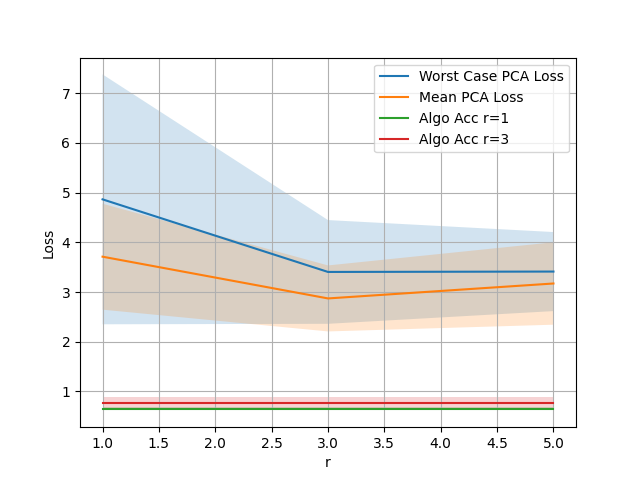 Loss
7
6
5
4
3
2
1
Worst Case PCA Loss
Mean PCA Loss
Algo Acc r=1
Algo Acc r=3
1.0 1.5 2.0 2.5 3.0 3.5 4.0 4.5 5.0
r